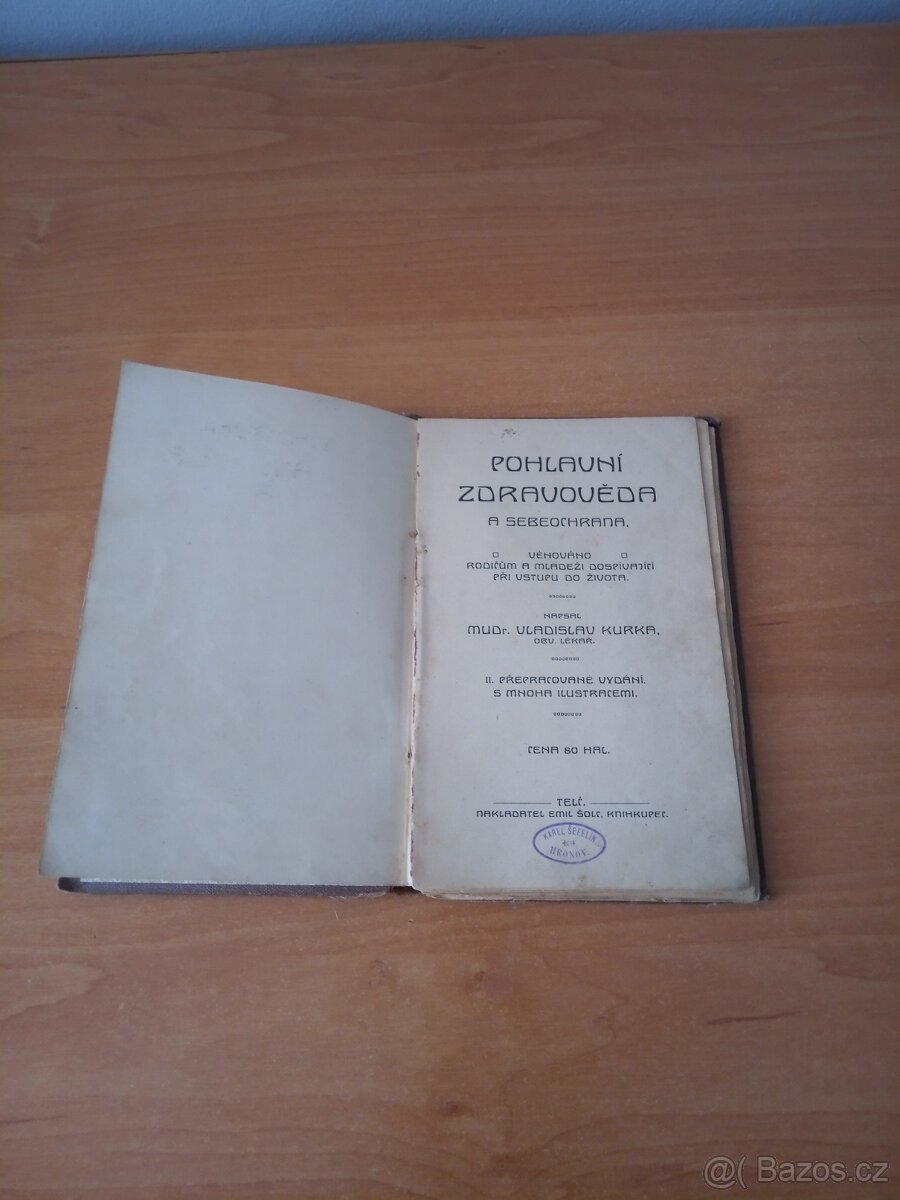 POHLAVNÍ
ZDRAVOVĚDA
A SEBEOCHRANA,
VĚNOVÁNO
RODIČŮM A MLADEŽI DOSPÍVAJÍCÍ
PŘI VSTUPU DO ŽIVOTA.
NAPSAL
MUDr. VLADISLAV KURKA,
OBV. LÉKAŘ.
II. PŘEPRACOVANÉ VYDÁNÍ.
S MNOHA ILUSTRACEMI.
CENA 80 HAL.
TELČ.
NAKLADATEL EMIL ŠOLC, KNIHKUPEC.
KAREL ŠEFELÍN
HRONOV.
@( Bazos.cz